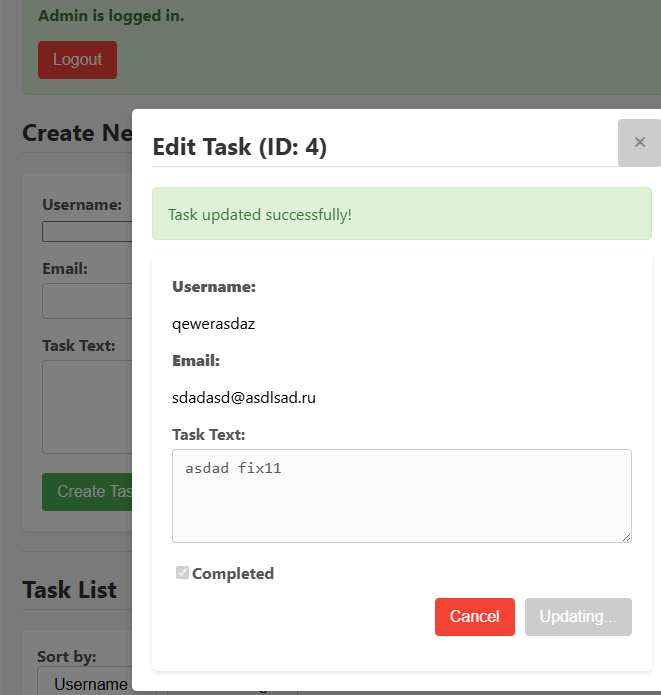 Admin is logged in.
Logout
Create Ne
Edit Task (ID: 4)
×
Task updated successfully!
Username:
Email:
Task Text:
Create Tas
Username:
qewerasdaz
Email:
sdadasd@asdlsad.ru
Task Text:
asdad fix11
Completed
Cancel
Updating...
Task List
Sort by:
Username